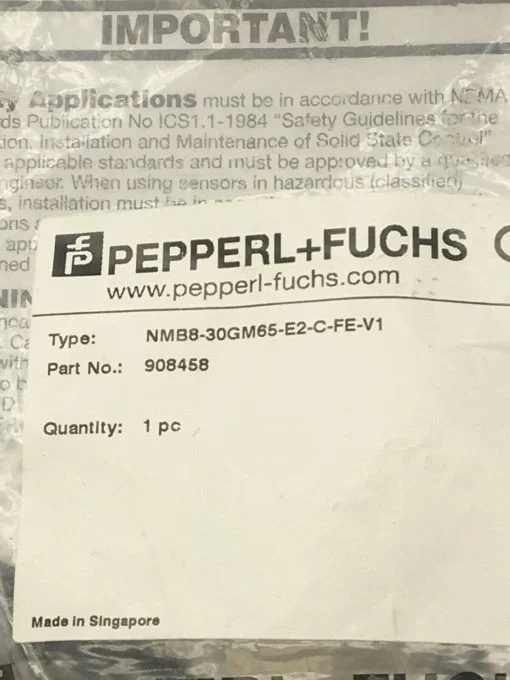 IMPORTANT!
Applications must be in accordance with NEMA
ds Publication No ICS1.1-1984 "Safety Guidelines for the
ion, Installation and Maintenance of Solid State Control"
applicable standards and must be approved by a qualified
ngineer. When using sensors in hazardous (classified)
s, installation must be in
PEPPERL+FUCHS
www.pepperl-fuchs.com
Type: NMB8-30GM65-E2-C-FE-V1
Part No.: 908458
Quantity: 1 pc
Made in Singapore